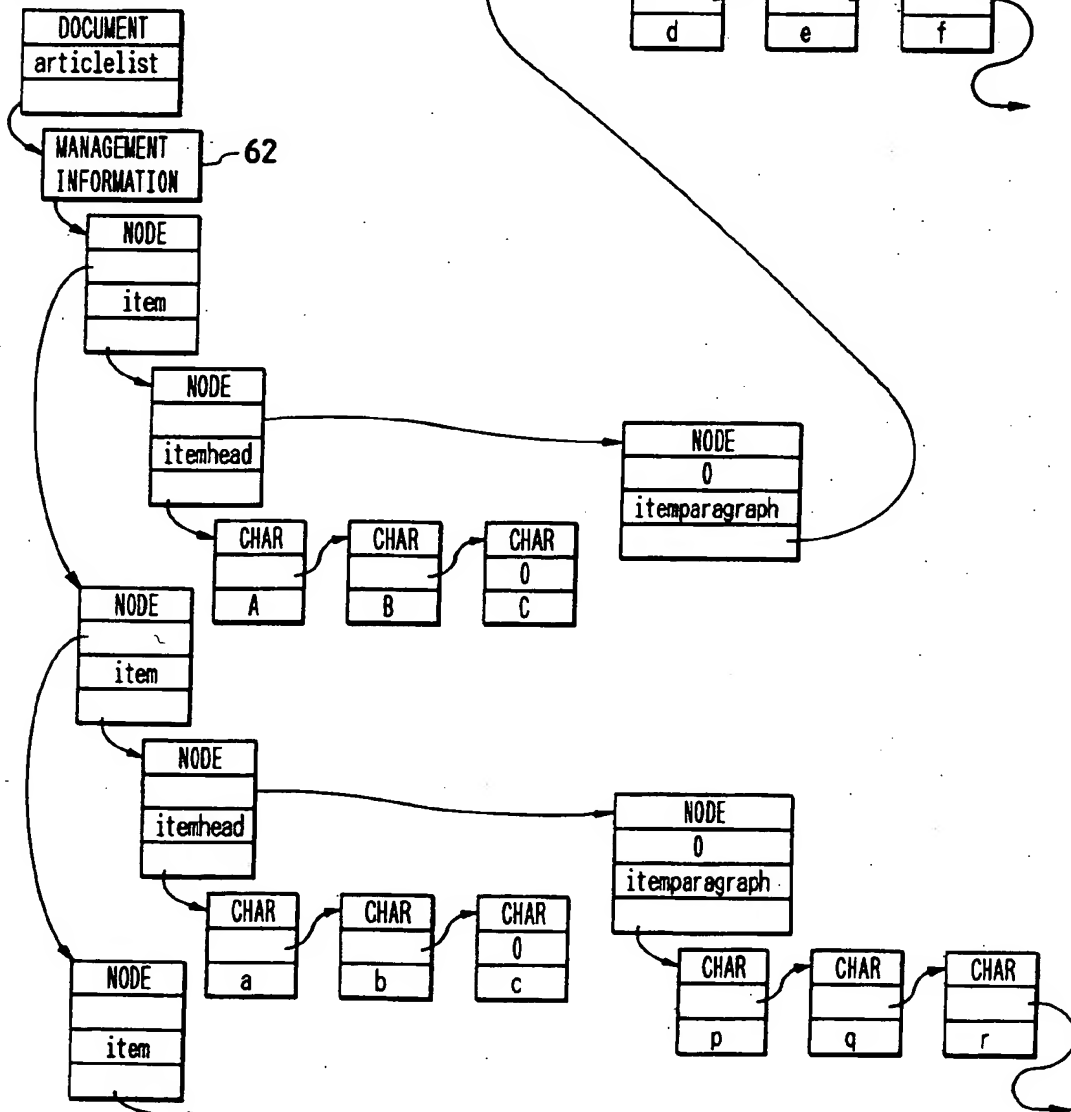 d e f
DOCUMENT
articlelist
MANAGEMENT
INFORMATION
62
NODE
item
NODE
itemhead
NODE
0
itemparagraph
CHAR CHAR CHAR
0
A B C
NODE
item
NODE
itemhead
NODE
0
itemparagraph
CHAR CHAR CHAR
0
a b c
CHAR CHAR CHAR
p q r
NODE
item